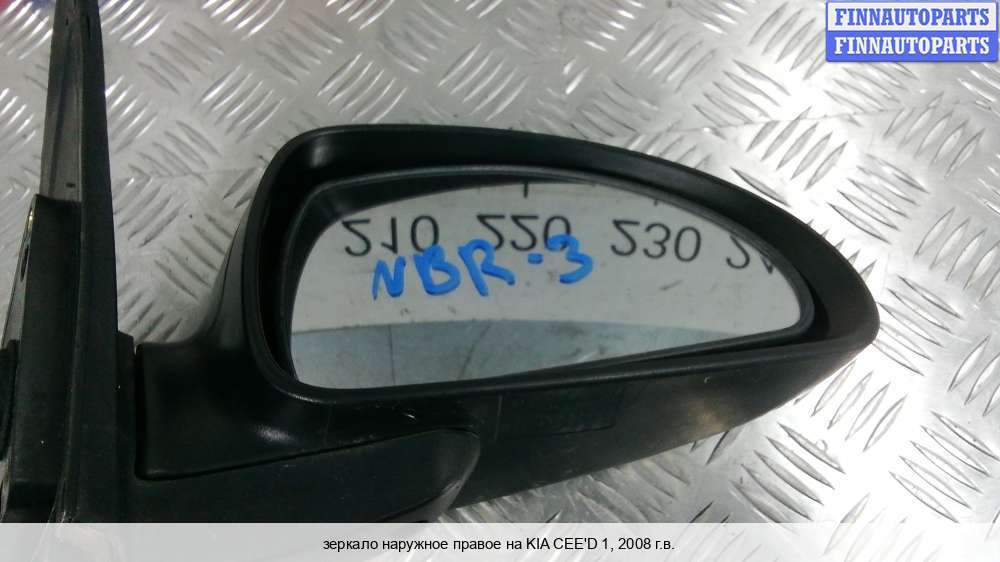 FINNAUTOPARTS
FINNAUTOPARTS
210 220 230
NBR-3
зеркало наружное правое на KIA CEE'D 1, 2008 г.в.